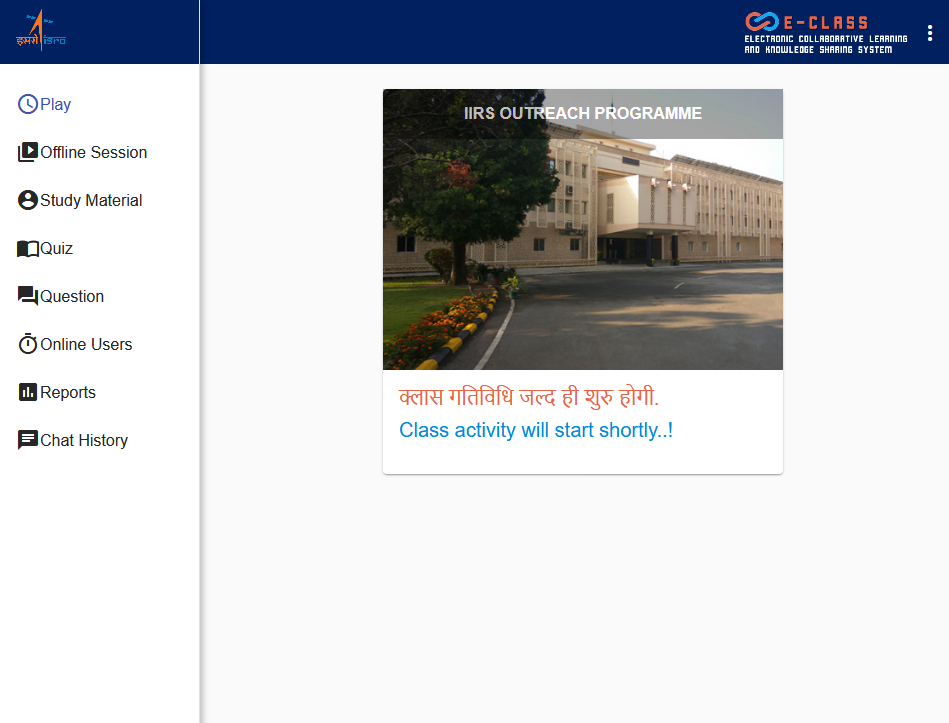 इसरो isro
E-CLASS
ELECTRONIC COLLABORATIVE LEARNING
AND KNOWLEDGE SHARING SYSTEM
Play
Offline Session
Study Material
Quiz
Question
Online Users
Reports
Chat History
IIRS OUTREACH PROGRAMME
क्लास गतिविधि जल्द ही शुरु होगी.
Class activity will start shortly..!